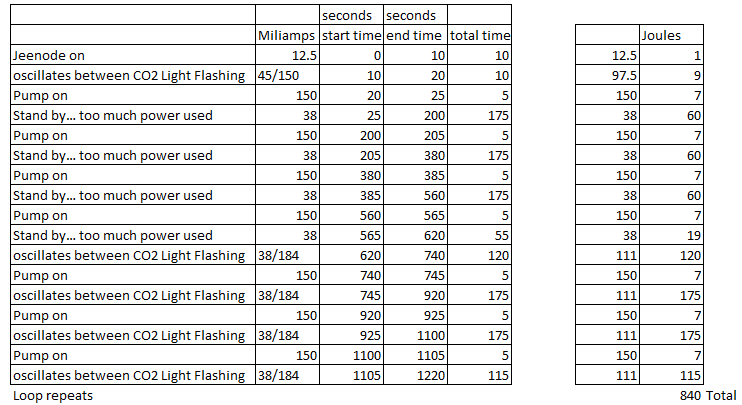 seconds seconds
Miliamps start time end time total time Joules
Jeenode on 12.5 0 10 10 12.5 1
oscillates between CO2 Light Flashing 45/150 10 20 10 97.5 9
Pump on 150 20 25 5 150 7
Stand by... too much power used 38 25 200 175 38 60
Pump on 150 200 205 5 150 7
Stand by... too much power used 38 205 380 175 38 60
Pump on 150 380 385 5 150 7
Stand by... too much power used 38 385 560 175 38 60
Pump on 150 560 565 5 150 7
Stand by... too much power used 38 565 620 55 38 19
oscillates between CO2 Light Flashing 38/184 620 740 120 111 120
Pump on 150 740 745 5 150 7
oscillates between CO2 Light Flashing 38/184 745 920 175 111 175
Pump on 150 920 925 5 150 7
oscillates between CO2 Light Flashing 38/184 925 1100 175 111 175
Pump on 150 1100 1105 5 150 7
oscillates between CO2 Light Flashing 38/184 1105 1220 115 111 115
Loop repeats 840 Total